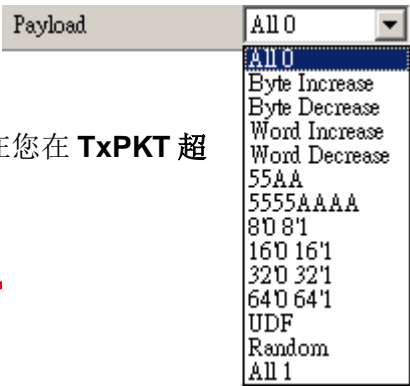 Payload All 0
All 0
Byte Increase
Byte Decrease
Word Increase
在您在 TxPKT 超
Word Decrease
55AA
5555AAAA
8'0 8'1
16'0 16'1
32'0 32'1
64'0 64'1
UDF
Random
All 1